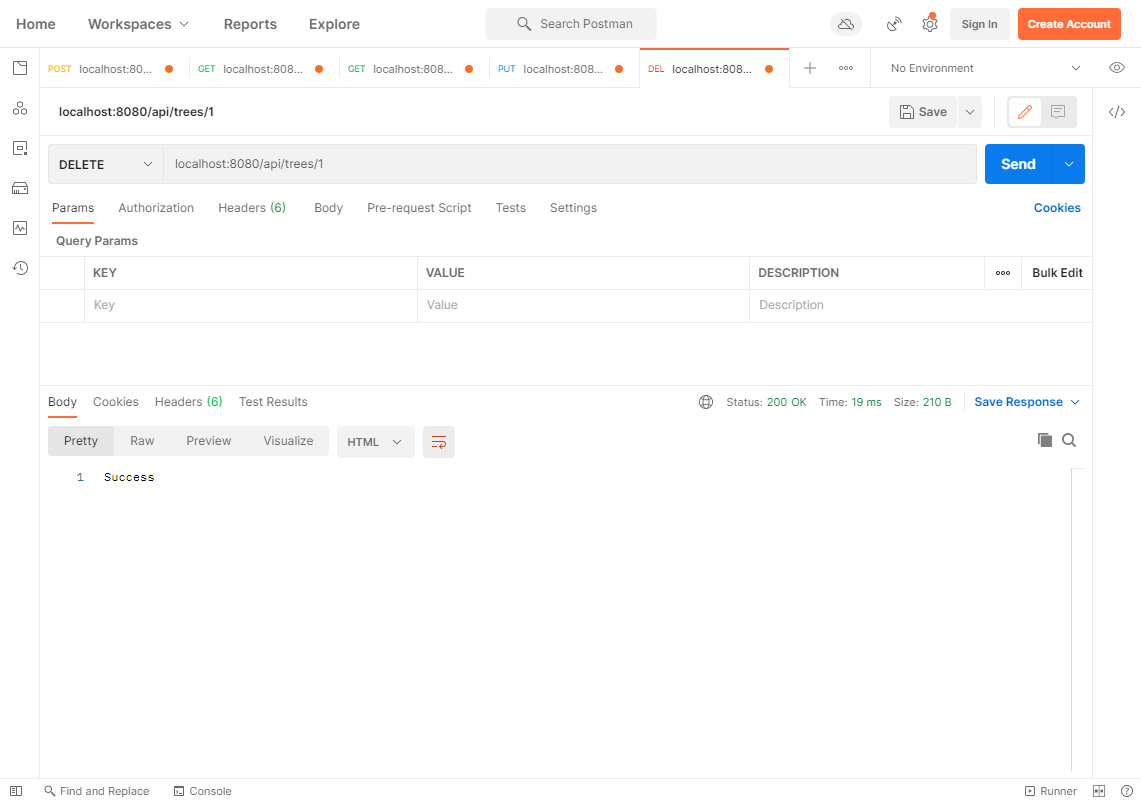 Home Workspaces Reports Explore Search Postman Sign In Create Account
POST localhost:80... GET localhost:808... GET localhost:808... PUT localhost:808... DEL localhost:808... No Environment
localhost:8080/api/trees/1 Save
DELETE localhost:8080/api/trees/1 Send
Params Authorization Headers (6) Body Pre-request Script Tests Settings Cookies
Query Params
KEY VALUE DESCRIPTION Bulk Edit
Key Value Description
Body Cookies Headers (6) Test Results Status: 200 OK Time: 19 ms Size: 210 B Save Response
Pretty Raw Preview Visualize HTML
1 Success
Find and Replace Console Runner